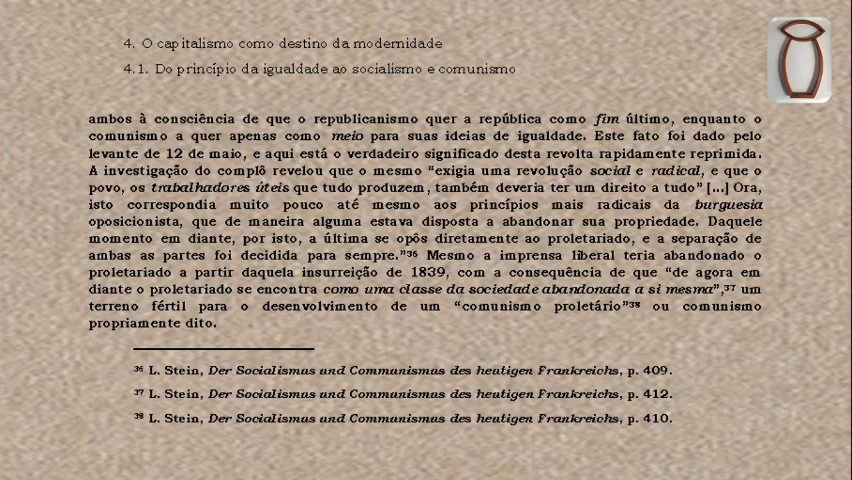 4. O capitalismo como destino da modernidade
4.1. Do princípio da igualdade ao socialismo e comunismo
ambos à consciência de que o republicanismo quer a república como fim último, enquanto o
comunismo a quer apenas como meio para suas ideias de igualdade. Este fato foi dado pelo
levante de 12 de maio, e aqui está o verdadeiro significado desta revolta rapidamente reprimida.
A investigação do complô revelou que o mesmo “exigia uma revolução social e radical, e que o
povo, os trabalhadores úteis que tudo produzem, também deveria ter um direito a tudo” [...] Ora,
isto correspondia muito pouco até mesmo aos princípios mais radicais da burguesia
oposicionista, que de maneira alguma estava disposta a abandonar sua propriedade. Daquele
momento em diante, por isto, a última se opôs diretamente ao proletariado, e a separação de
ambas as partes foi decidida para sempre.”³⁶ Mesmo a imprensa liberal teria abandonado o
proletariado a partir daquela insurreição de 1839, com a consequência de que “de agora em
diante o proletariado se encontra como uma classe da sociedade abandonada a si mesma”,³⁷ um
terreno fértil para o desenvolvimento de um “comunismo proletário”³⁸ ou comunismo
propriamente dito.
³⁶ L. Stein, Der Socialismus und Communismus des heutigen Frankreichs, p. 409.
³⁷ L. Stein, Der Socialismus und Communismus des heutigen Frankreichs, p. 412.
³⁸ L. Stein, Der Socialismus und Communismus des heutigen Frankreichs, p. 410.